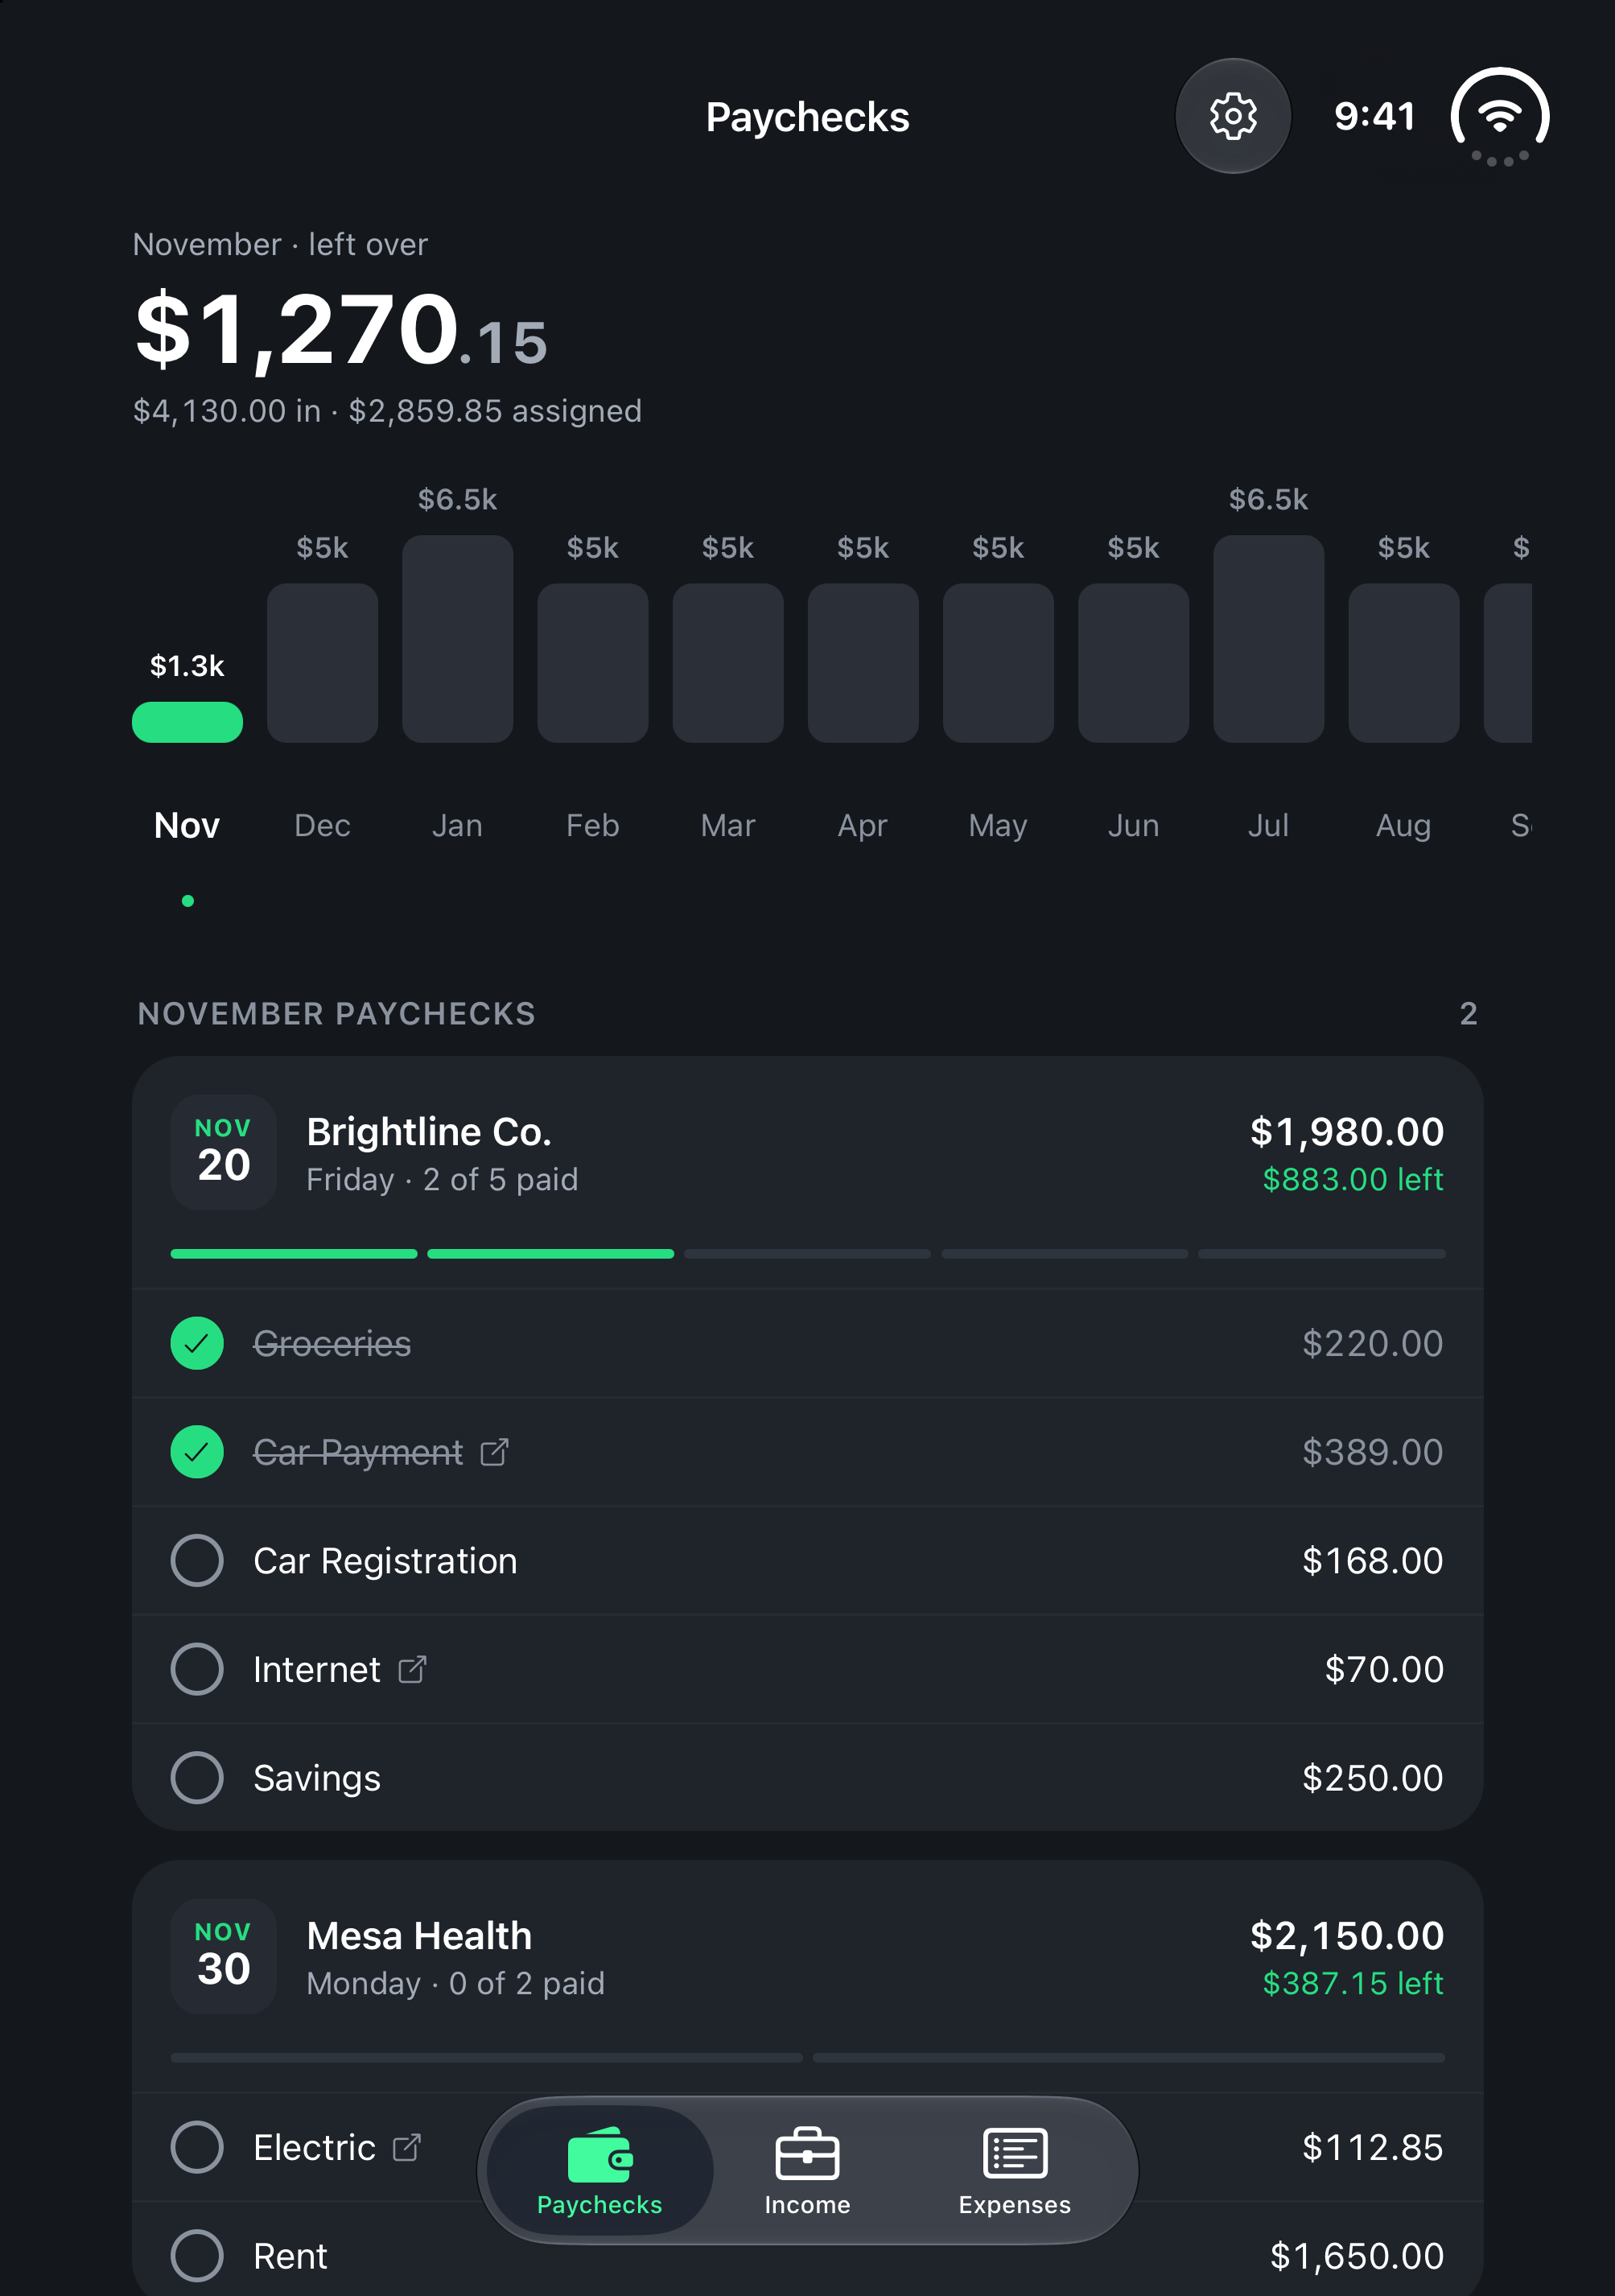 Paychecks
9:41
November · left over
$1,270.15
$4,130.00 in · $2,859.85 assigned
$1.3k $5k $6.5k $5k $5k $5k $5k $5k $6.5k $5k $
Nov Dec Jan Feb Mar Apr May Jun Jul Aug
NOVEMBER PAYCHECKS 2
NOV 20
Brightline Co. $1,980.00
Friday · 2 of 5 paid $883.00 left
Groceries $220.00
Car Payment $389.00
Car Registration $168.00
Internet $70.00
Savings $250.00
NOV 30
Mesa Health $2,150.00
Monday · 0 of 2 paid $387.15 left
Electric $112.85
Rent $1,650.00
Paychecks Income Expenses